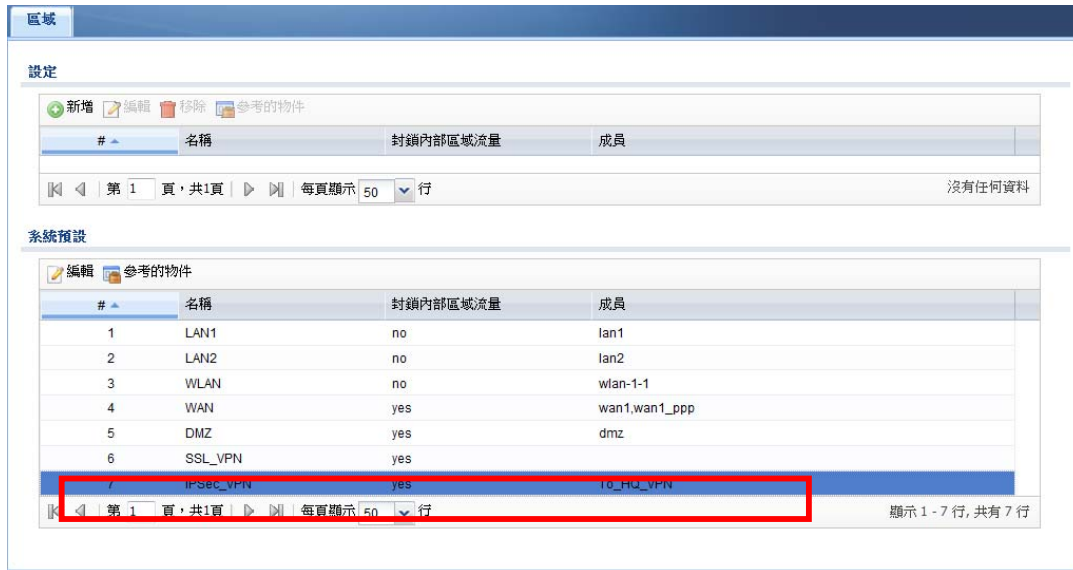 區域
設定
新增 編輯 移除 參考的物件
# 名稱 封鎖內部區域流量 成員
第 1 頁，共1頁 每頁顯示 50 行 沒有任何資料
系統預設
編輯 參考的物件
# 名稱 封鎖內部區域流量 成員
1 LAN1 no lan1
2 LAN2 no lan2
3 WLAN no wlan-1-1
4 WAN yes wan1,wan1_ppp
5 DMZ yes dmz
6 SSL_VPN yes
7 IPSec_VPN yes To_HQ_VPN
第 1 頁，共1頁 每頁顯示 50 行 顯示 1 - 7 行, 共有 7 行